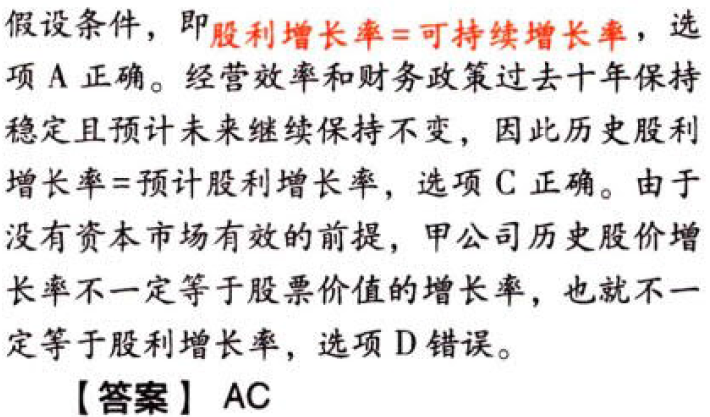 假设条件，即股利增长率=可持续增长率，选
项 A 正确。经营效率和财务政策过去十年保持
稳定且预计未来继续保持不变，因此历史股利
增长率=预计股利增长率，选项 C 正确。由于
没有资本市场有效的前提，甲公司历史股价增
长率不一定等于股票价值的增长率，也就不一
定等于股利增长率，选项 D 错误。
【答案】 AC